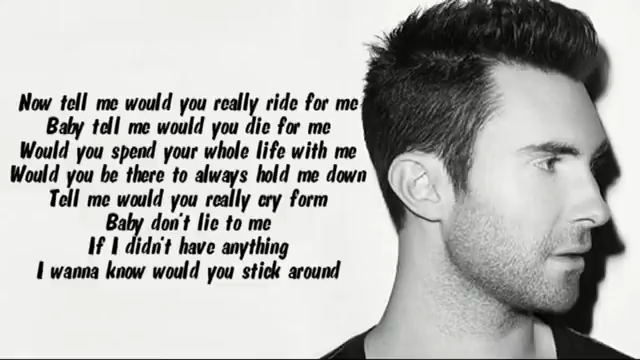 Now tell me would you really ride for me
Baby tell me would you die for me
Would you spend your whole life with me
Would you be there to always hold me down
Tell me would you really cry form
Baby don't lie to me
If I didn't have anything
I wanna know would you stick around